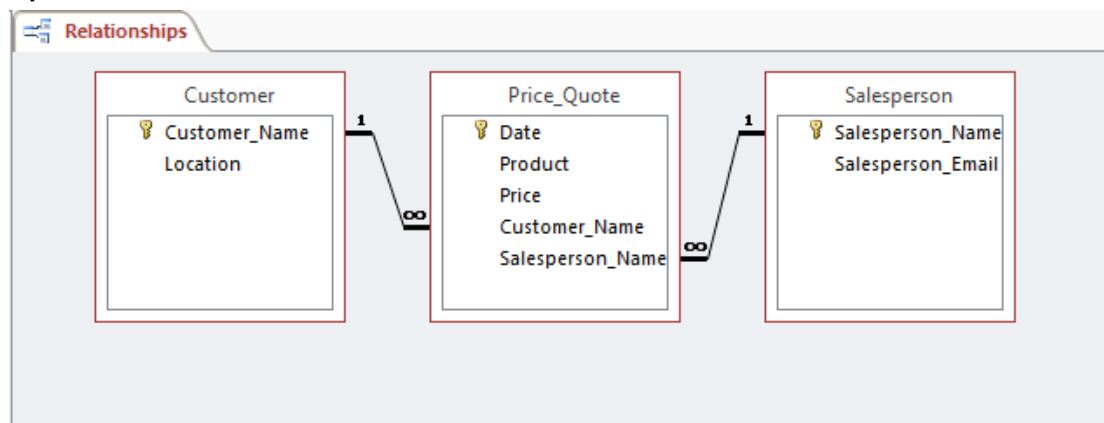 Relationships
Customer
Customer_Name
Location
1
∞
Price_Quote
Date
Product
Price
Customer_Name
Salesperson_Name
1
∞
Salesperson
Salesperson_Name
Salesperson_Email